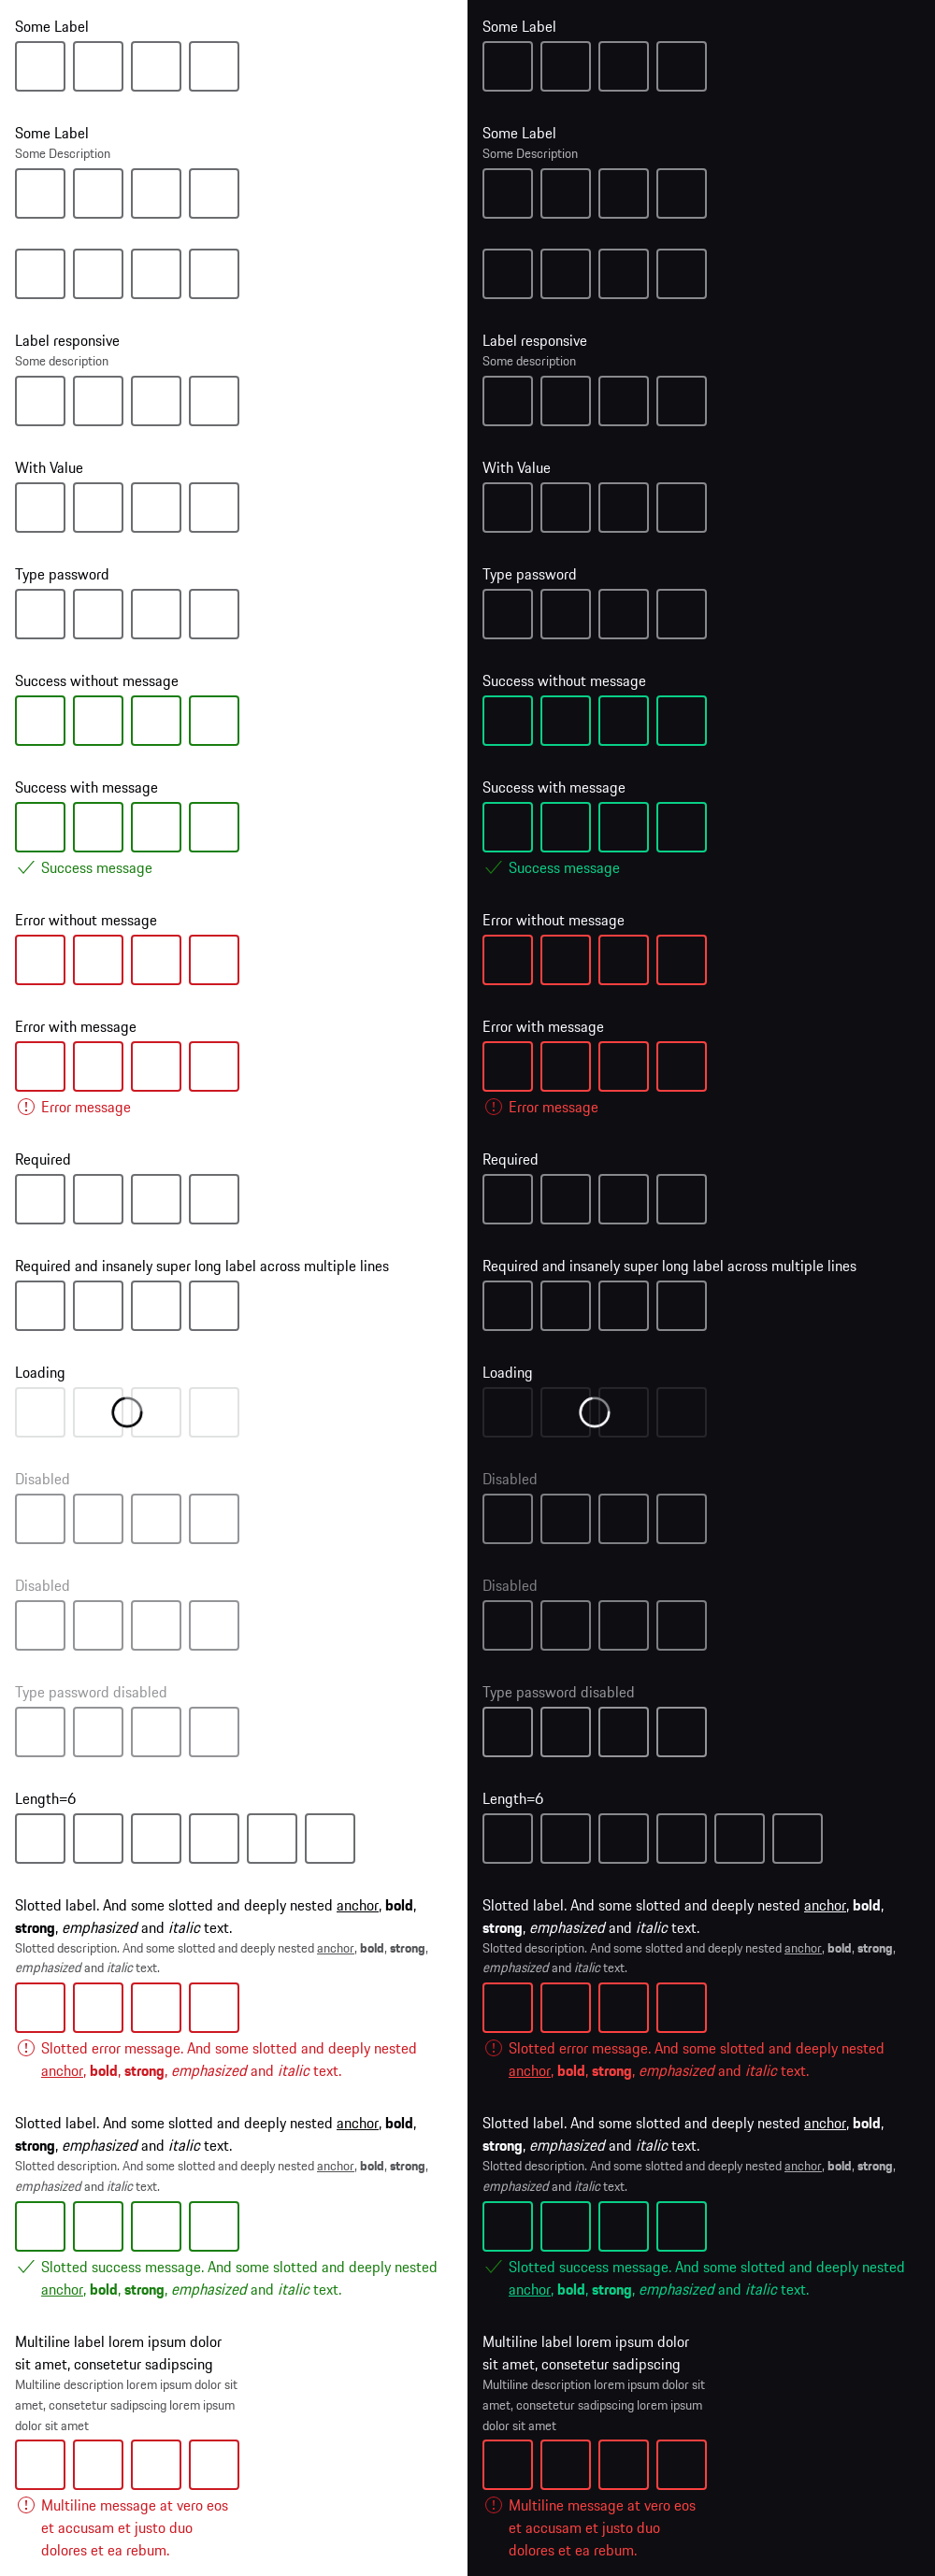 Some Label
Some Label
Some Description
Label responsive
Some description
With Value
Type password
Success without message
Success with message
Success message
Error without message
Error with message
Error message
Required
Required and insanely super long label across multiple lines
Loading
Disabled
Disabled
Type password disabled
Length=6
Slotted label. And some slotted and deeply nested anchor, bold,
strong, emphasized and italic text.
Slotted description. And some slotted and deeply nested anchor, bold, strong,
emphasized and italic text.
Slotted error message. And some slotted and deeply nested
anchor, bold, strong, emphasized and italic text.
Slotted label. And some slotted and deeply nested anchor, bold,
strong, emphasized and italic text.
Slotted description. And some slotted and deeply nested anchor, bold, strong,
emphasized and italic text.
Slotted success message. And some slotted and deeply nested
anchor, bold, strong, emphasized and italic text.
Multiline label lorem ipsum dolor
sit amet, consetetur sadipscing
Multiline description lorem ipsum dolor sit
amet, consetetur sadipscing lorem ipsum
dolor sit amet
Multiline message at vero eos
et accusam et justo duo
dolores et ea rebum.
Some Label
Some Label
Some Description
Label responsive
Some description
With Value
Type password
Success without message
Success with message
Success message
Error without message
Error with message
Error message
Required
Required and insanely super long label across multiple lines
Loading
Disabled
Disabled
Type password disabled
Length=6
Slotted label. And some slotted and deeply nested anchor, bold,
strong, emphasized and italic text.
Slotted description. And some slotted and deeply nested anchor, bold, strong,
emphasized and italic text.
Slotted error message. And some slotted and deeply nested
anchor, bold, strong, emphasized and italic text.
Slotted label. And some slotted and deeply nested anchor, bold,
strong, emphasized and italic text.
Slotted description. And some slotted and deeply nested anchor, bold, strong,
emphasized and italic text.
Slotted success message. And some slotted and deeply nested
anchor, bold, strong, emphasized and italic text.
Multiline label lorem ipsum dolor
sit amet, consetetur sadipscing
Multiline description lorem ipsum dolor sit
amet, consetetur sadipscing lorem ipsum
dolor sit amet
Multiline message at vero eos
et accusam et justo duo
dolores et ea rebum.